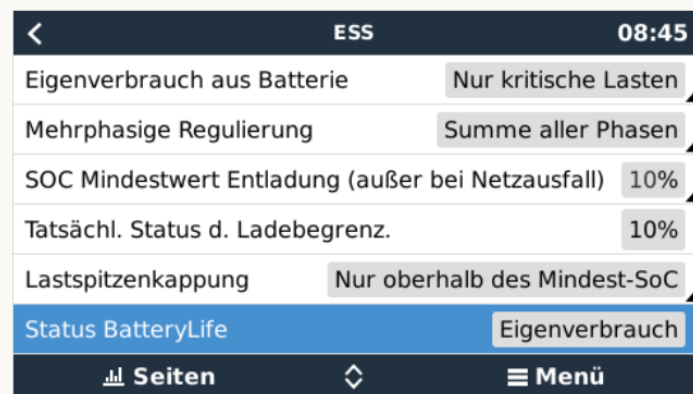 ESS 08:45
Eigenverbrauch aus Batterie Nur kritische Lasten
Mehrphasige Regulierung Summe aller Phasen
SOC Mindestwert Entladung (außer bei Netzausfall) 10%
Tatsächl. Status d. Ladebegrenz. 10%
Lastspitzenkappung Nur oberhalb des Mindest-SoC
Status BatteryLife Eigenverbrauch
Seiten Menü